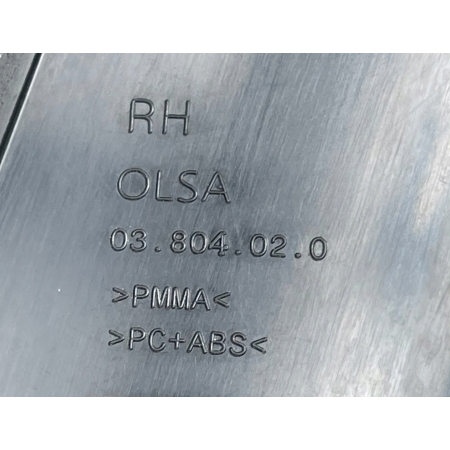 RH
OLSA
03.804.02.0
>PMMA<
>PC+ABS<